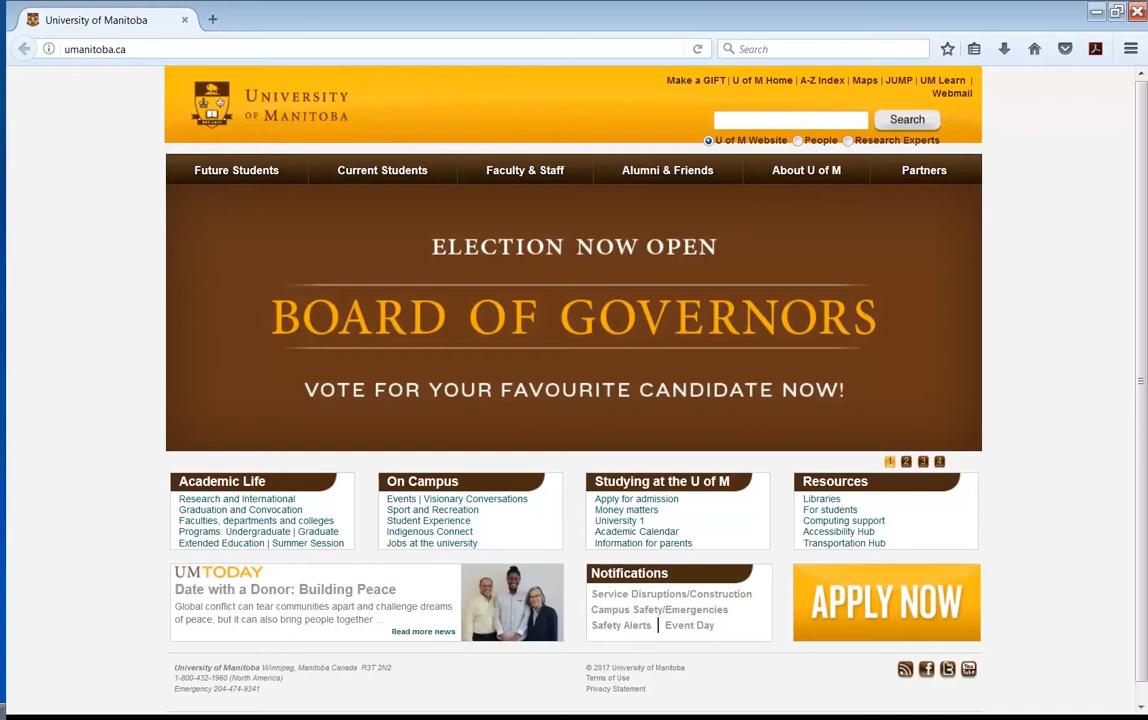 University of Manitoba
umanitoba.ca
Search
UNIVERSITY
OF MANITOBA
Make a GIFT | U of M Home | A-Z Index | Maps | JUMP | UM Learn |
Webmail
Search
U of M Website People Research Experts
Future Students Current Students Faculty & Staff Alumni & Friends About U of M Partners
ELECTION NOW OPEN
BOARD OF GOVERNORS
VOTE FOR YOUR FAVOURITE CANDIDATE NOW!
1 2 3 4
Academic Life
Research and International
Graduation and Convocation
Faculties, departments and colleges
Programs: Undergraduate | Graduate
Extended Education | Summer Session
On Campus
Events | Visionary Conversations
Sport and Recreation
Student Experience
Indigenous Connect
Jobs at the university
Studying at the U of M
Apply for admission
Money matters
University 1
Academic Calendar
Information for parents
Resources
Libraries
For students
Computing support
Accessibility Hub
Transportation Hub
UMTODAY
Date with a Donor: Building Peace
Global conflict can tear communities apart and challenge dreams
of peace, but it can also bring people together ...
Read more news
Notifications
Service Disruptions/Construction
Campus Safety/Emergencies
Safety Alerts | Event Day
APPLY NOW
University of Manitoba Winnipeg, Manitoba Canada R3T 2N2
1-800-432-1960 (North America)
Emergency 204-474-9341
© 2017 University of Manitoba
Terms of Use
Privacy Statement
You Tube